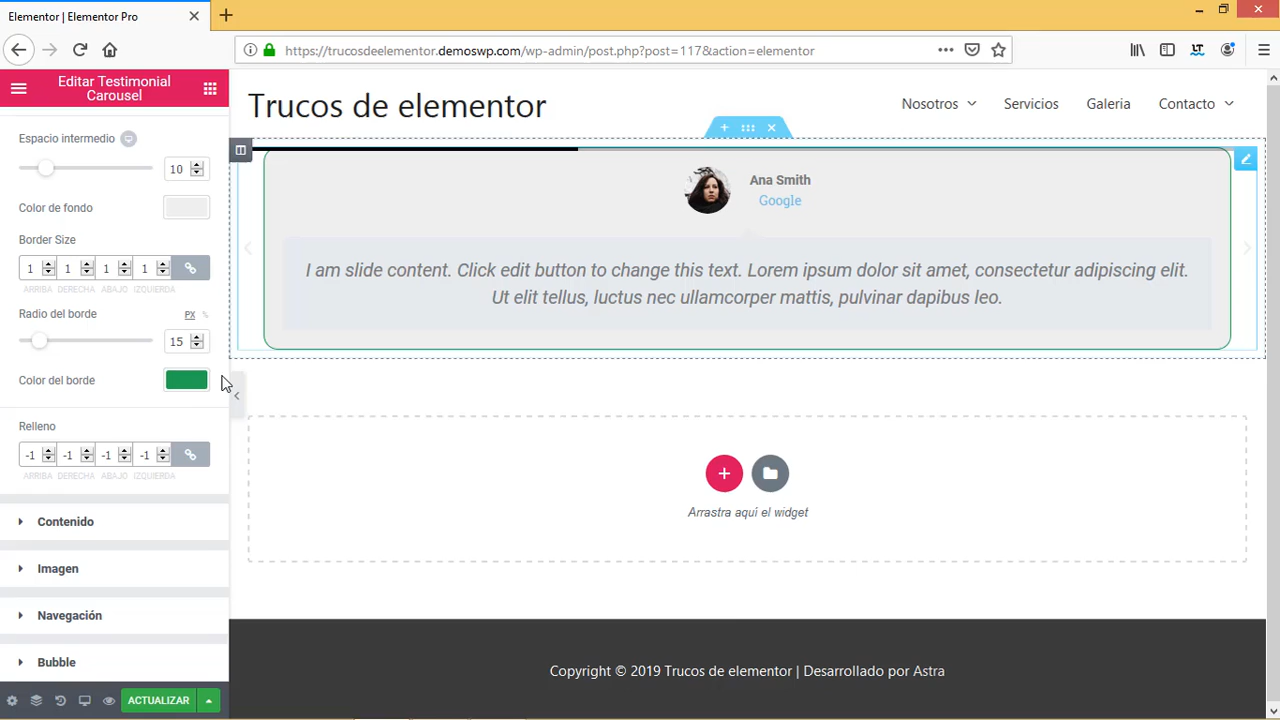 Elementor | Elementor Pro
https://trucosdeelementor.demoswp.com/wp-admin/post.php?post=117&action=elementor
Editar Testimonial
Carousel
Trucos de elementor
Nosotros
Servicios
Galeria
Contacto
Espacio intermedio
10
Color de fondo
Border Size
1 1 1 1
ARRIBA DERECHA ABAJO IZQUIERDA
Radio del borde
PX %
15
Color del borde
Relleno
-1 -1 -1 -1
ARRIBA DERECHA ABAJO IZQUIERDA
Contenido
Imagen
Navegación
Bubble
ACTUALIZAR
Ana Smith
Google
I am slide content. Click edit button to change this text. Lorem ipsum dolor sit amet, consectetur adipiscing elit.
Ut elit tellus, luctus nec ullamcorper mattis, pulvinar dapibus leo.
Arrastra aquí el widget
Copyright © 2019 Trucos de elementor | Desarrollado por Astra